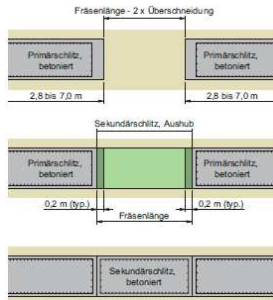 Fräsenlänge - 2 x Überschneidung
Primärschlitz, betoniert
Primärschlitz, betoniert
2,8 bis 7,0 m
2,8 bis 7,0 m
Sekundärschlitz, Aushub
Primärschlitz, betoniert
Primärschlitz, betoniert
0,2 m (typ.)
0,2 m (typ.)
Fräsenlänge
Sekundärschlitz, betoniert